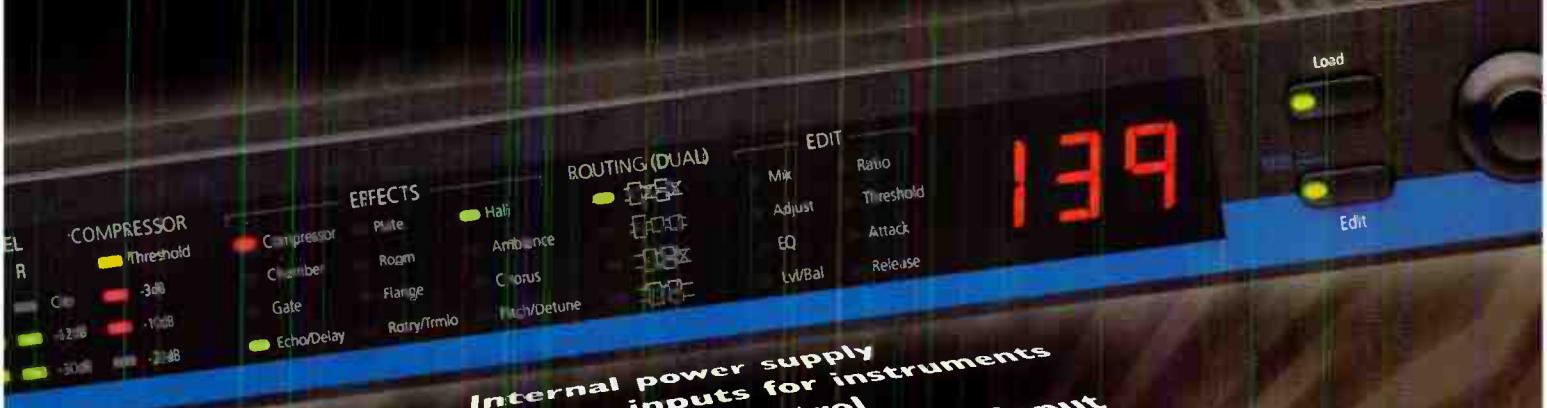 Load
139
EDIT
Mix Ratio
Adjust Threshold
EQ Attack
Lvl/Bal Release
Edit
ROUTING (DUAL)
EFFECTS
Compressor Plate Hall
Chamber Room Ambience
Gate Flange Chorus
Echo/Delay Rotry/Trmlo Pitch/Detune
COMPRESSOR
Threshold
-3dB
-10dB
-12dB
-30dB
EL
R
Internal power supply
inputs for instruments